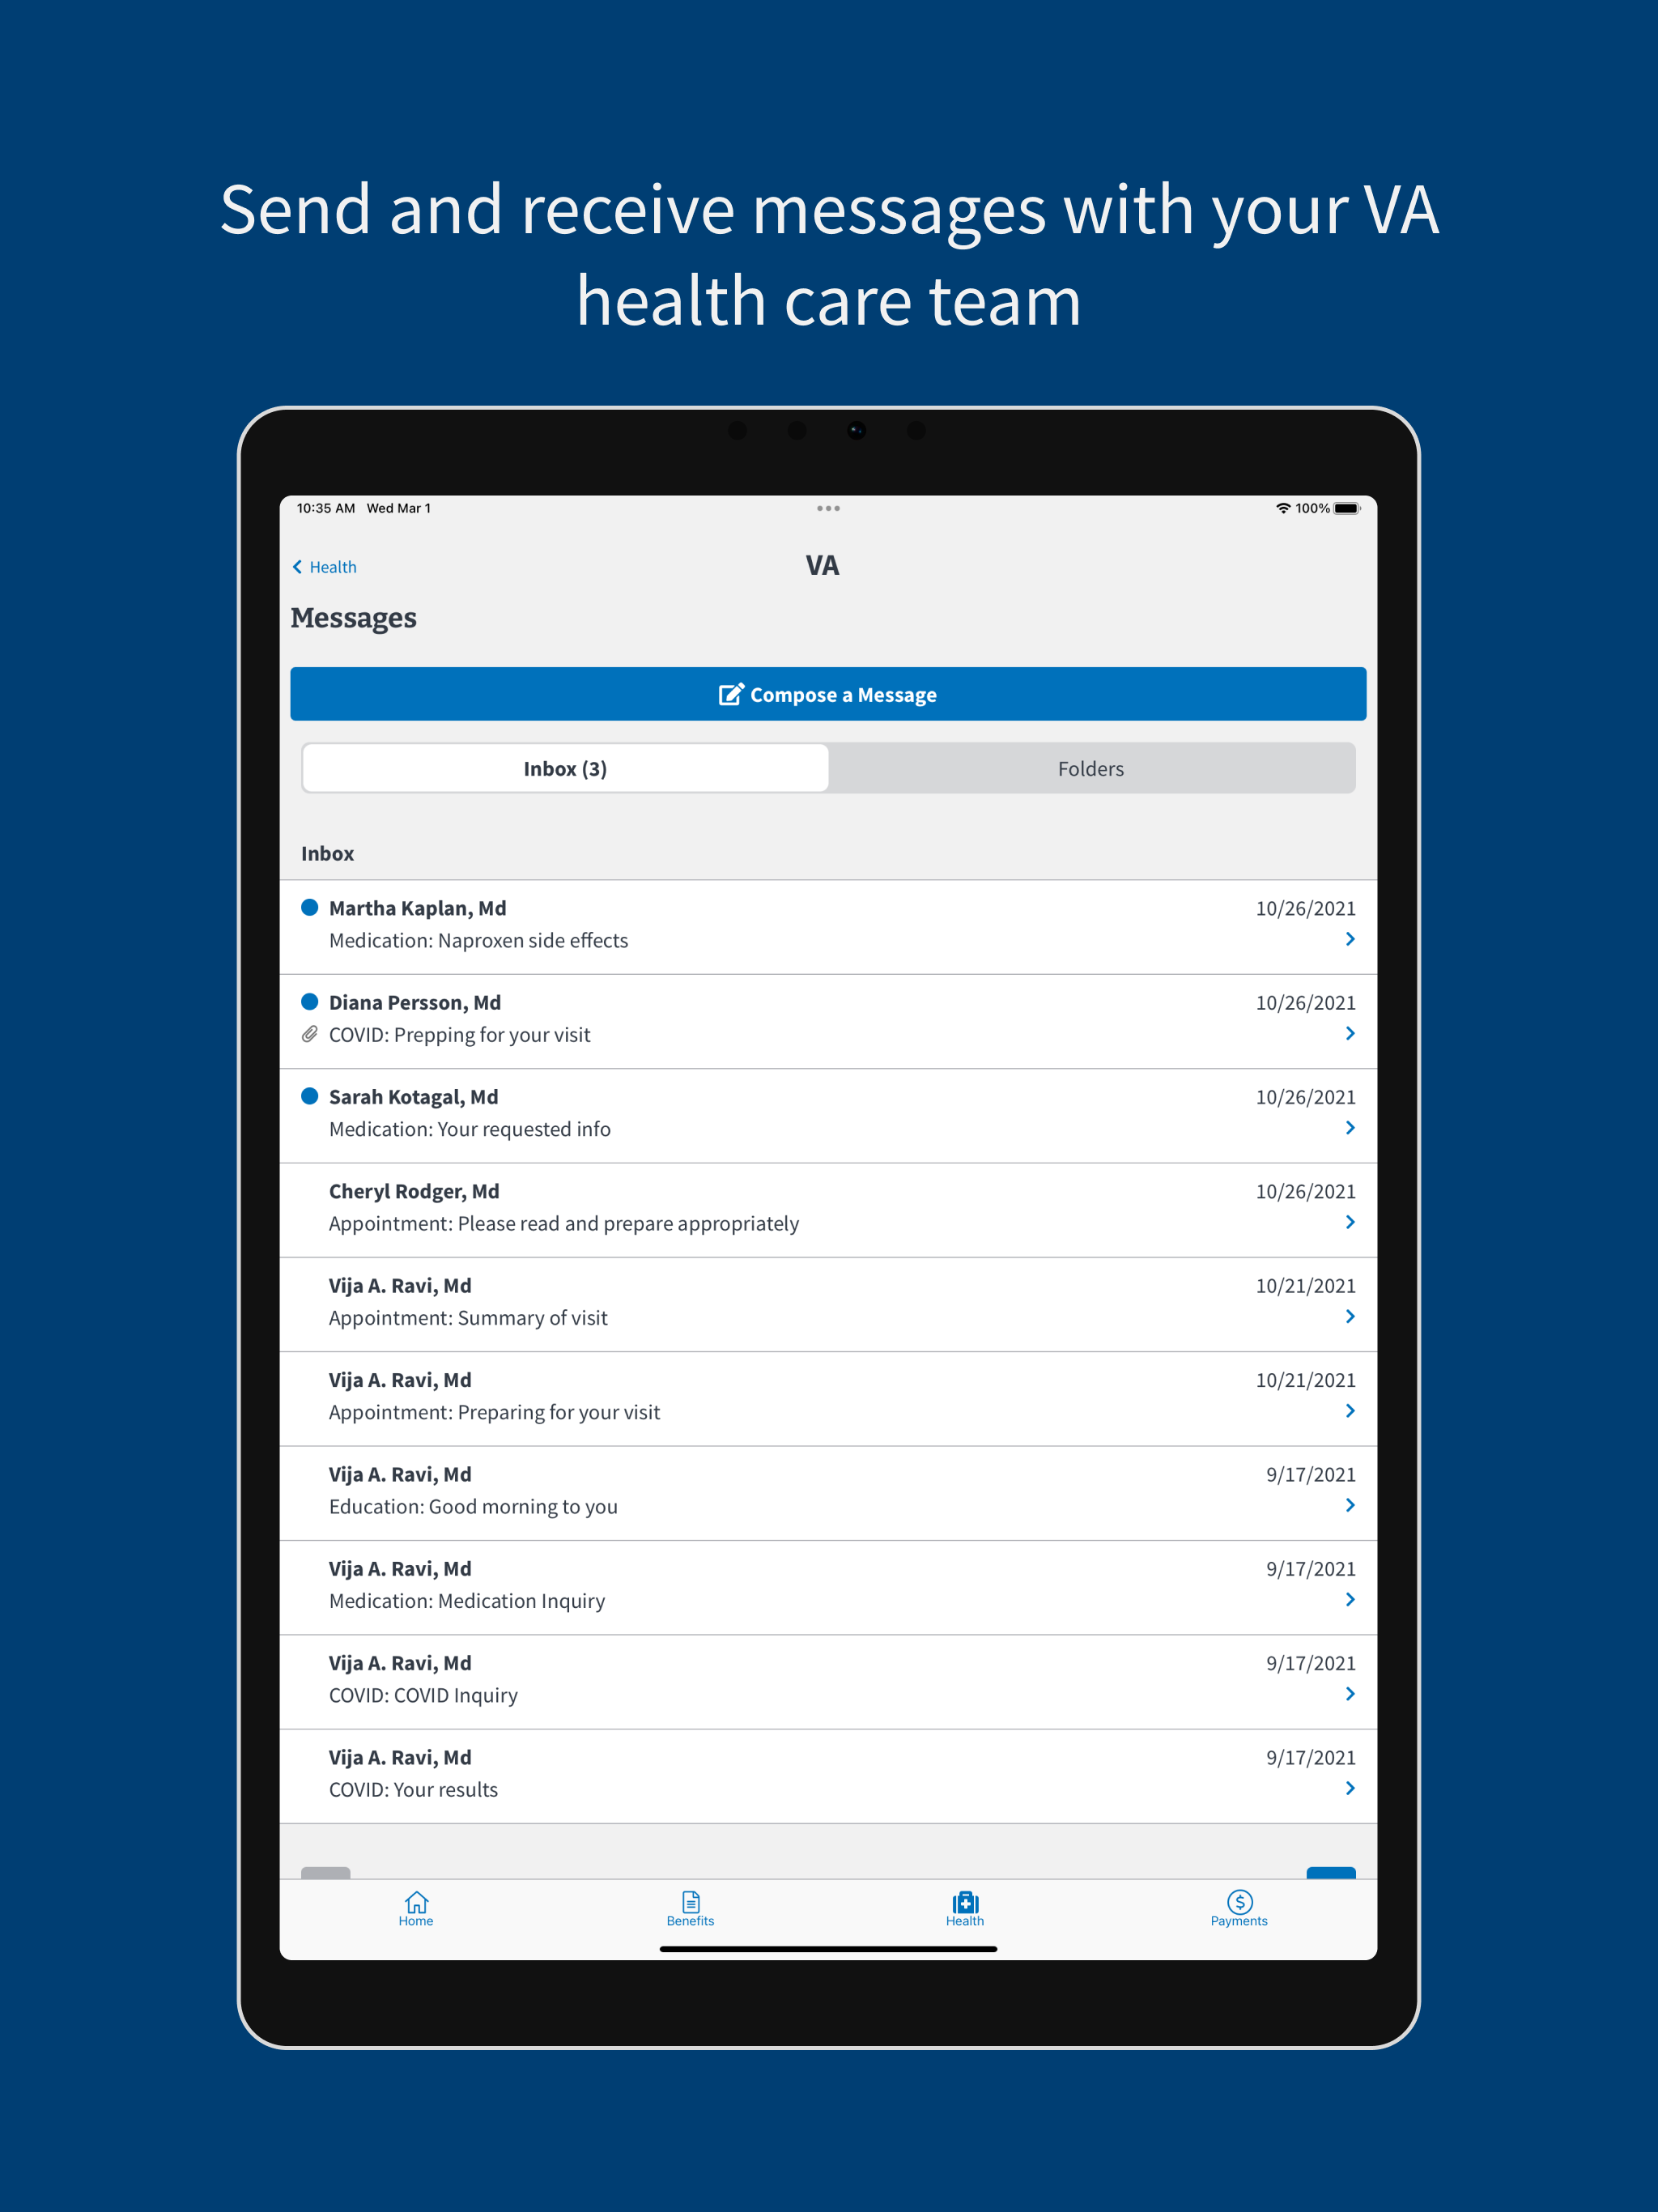 Send and receive messages with your VA
health care team
10:35 AM Wed Mar 1
100%
Health
VA
Messages
Compose a Message
Inbox (3)
Folders
Inbox
Martha Kaplan, Md 10/26/2021
Medication: Naproxen side effects
Diana Persson, Md 10/26/2021
COVID: Prepping for your visit
Sarah Kotagal, Md 10/26/2021
Medication: Your requested info
Cheryl Rodger, Md 10/26/2021
Appointment: Please read and prepare appropriately
Vija A. Ravi, Md 10/21/2021
Appointment: Summary of visit
Vija A. Ravi, Md 10/21/2021
Appointment: Preparing for your visit
Vija A. Ravi, Md 9/17/2021
Education: Good morning to you
Vija A. Ravi, Md 9/17/2021
Medication: Medication Inquiry
Vija A. Ravi, Md 9/17/2021
COVID: COVID Inquiry
Vija A. Ravi, Md 9/17/2021
COVID: Your results
Home
Benefits
Health
Payments